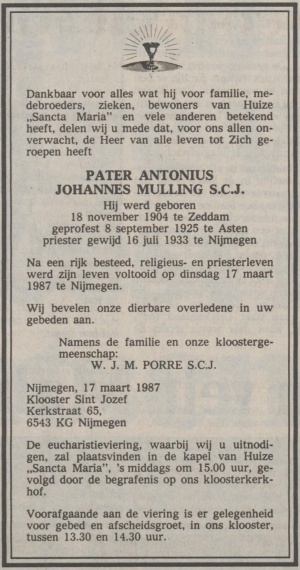 Dankbaar voor alles wat hij voor familie, me-
debroeders, zieken, bewoners van Huize
„Sancta Maria” en vele anderen betekend
heeft, delen wij u mede dat, voor ons allen on-
verwacht, de Heer van alle leven tot Zich ge-
roepen heeft
PATER ANTONIUS
JOHANNES MULLING S.C.J.
Hij werd geboren
18 november 1904 te Zeddam
geprofest 8 september 1925 te Asten
priester gewijd 16 juli 1933 te Nijmegen
Na een rijk besteed, religieus- en priesterleven
werd zijn leven voltooid op dinsdag 17 maart
1987 te Nijmegen.
Wij bevelen onze dierbare overledene in uw
gebeden aan.
Namens de familie en onze kloosterge-
meenschap:
W. J. M. PORRE S.C.J.
Nijmegen, 17 maart 1987
Klooster Sint Jozef
Kerkstraat 65,
6543 KG Nijmegen
De eucharistieviering, waarbij wij u uitnodi-
gen, zal plaatsvinden in de kapel van Huize
„Sancta Maria”, 's middags om 15.00 uur, ge-
volgd door de begrafenis op ons kloosterkerk-
hof.
Voorafgaande aan de viering is er gelegenheid
voor gebed en afscheidsgroet, in ons klooster,
tussen 13.30 en 14.30 uur.